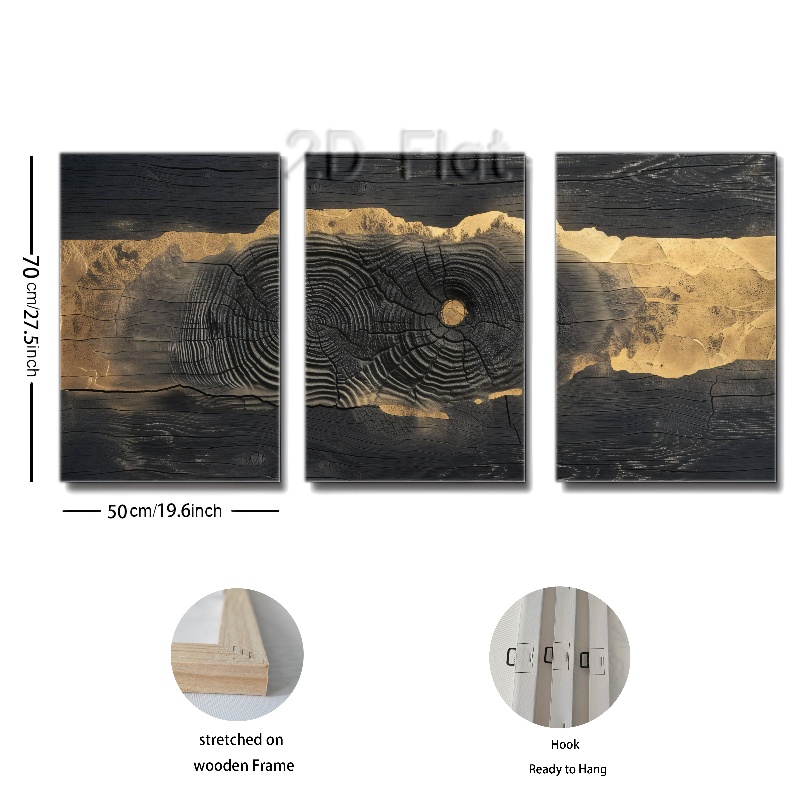 2D Flat
70 cm/27.5inch
50 cm/19.6inch
stretched on
wooden Frame
Hook
Ready to Hang